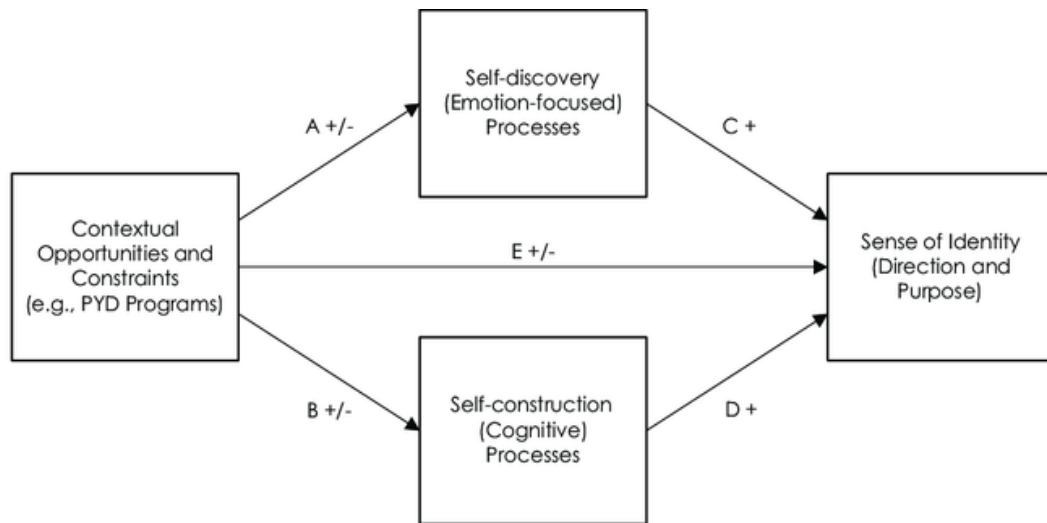 Self-discovery
(Emotion-focused)
Processes
A +/-
C +
Contextual
Opportunities and
Constraints
(e.g., PYD Programs)
E +/-
Sense of Identity
(Direction and
Purpose)
B +/-
Self-construction
(Cognitive)
Processes
D +